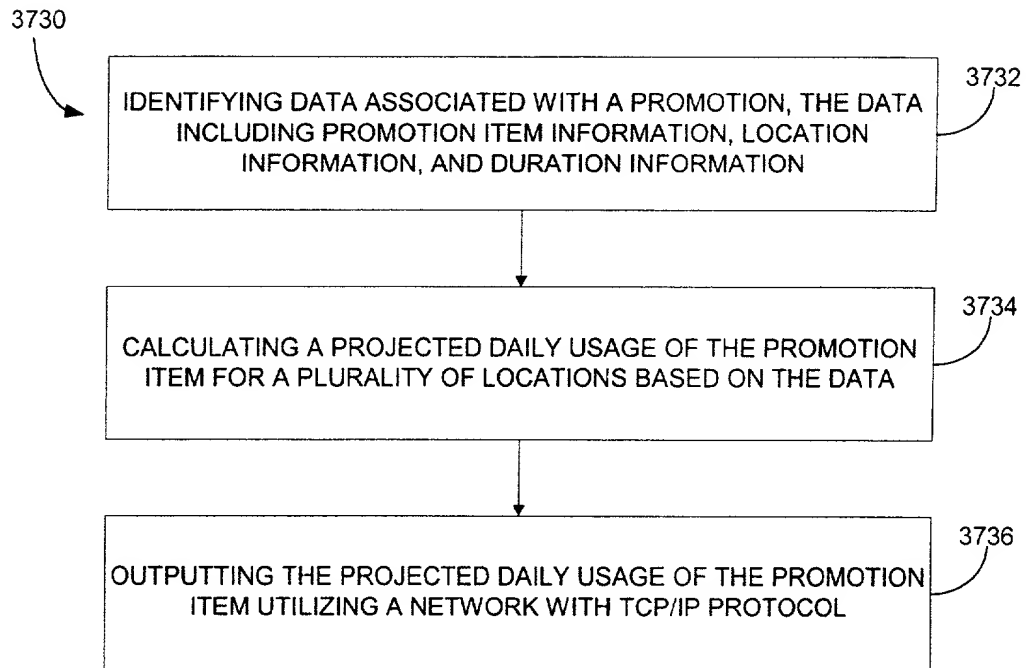 3730
3732
IDENTIFYING DATA ASSOCIATED WITH A PROMOTION, THE DATA
INCLUDING PROMOTION ITEM INFORMATION, LOCATION
INFORMATION, AND DURATION INFORMATION
3734
CALCULATING A PROJECTED DAILY USAGE OF THE PROMOTION
ITEM FOR A PLURALITY OF LOCATIONS BASED ON THE DATA
3736
OUTPUTTING THE PROJECTED DAILY USAGE OF THE PROMOTION
ITEM UTILIZING A NETWORK WITH TCP/IP PROTOCOL